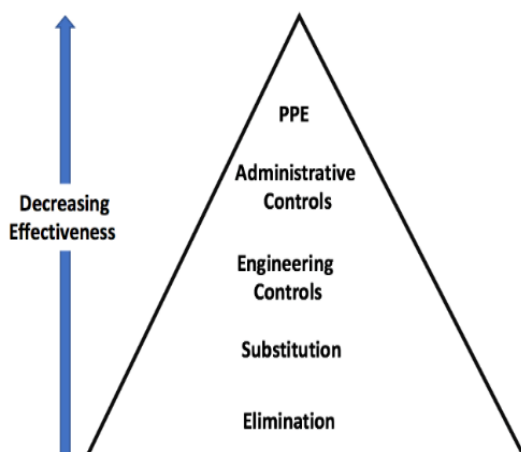 PPE
Administrative
Controls
Decreasing
Effectiveness
Engineering
Controls
Substitution
Elimination